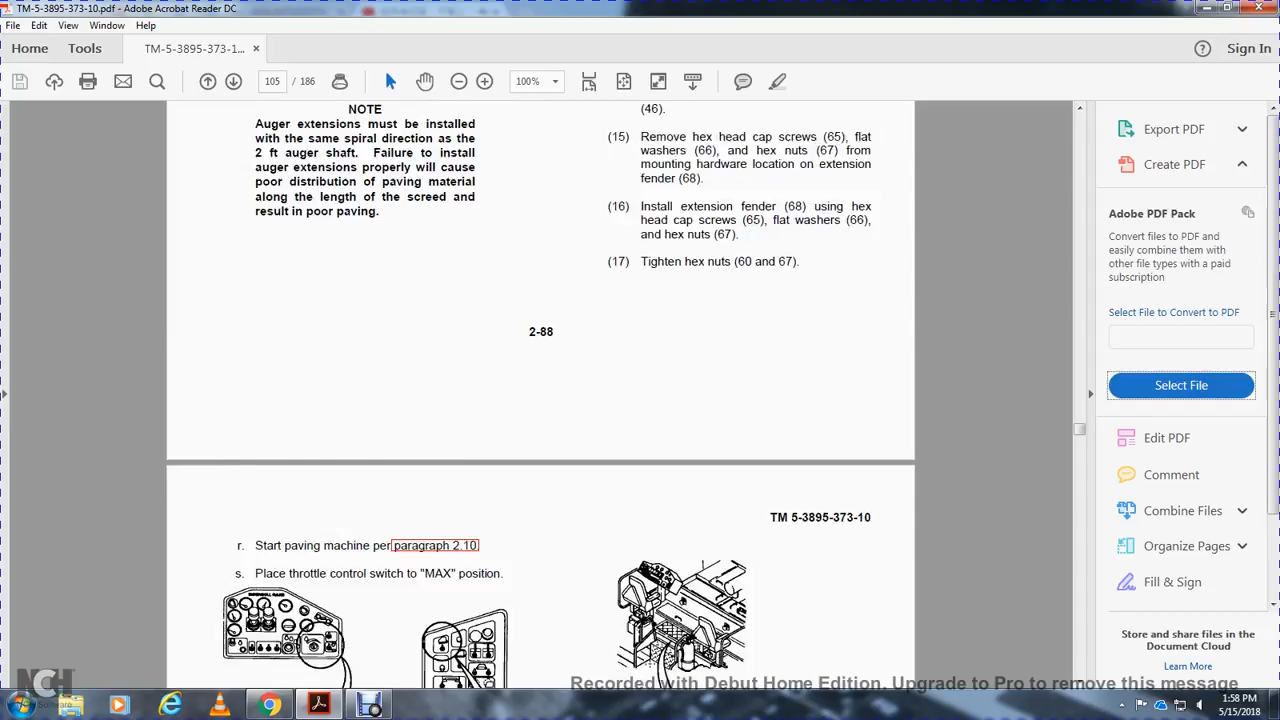 TM-5-3895-373-10.pdf - Adobe Acrobat Reader DC
File Edit View Window Help
Home Tools TM-5-3895-373-1... × Sign In
105 / 186 100%
NOTE
Auger extensions must be installed
with the same spiral direction as the
2 ft auger shaft. Failure to install
auger extensions properly will cause
poor distribution of paving material
along the length of the screed and
result in poor paving.
(46).
(15) Remove hex head cap screws (65), flat
washers (66), and hex nuts (67) from
mounting hardware location on extension
fender (68).
(16) Install extension fender (68) using hex
head cap screws (65), flat washers (66),
and hex nuts (67).
(17) Tighten hex nuts (60 and 67).
2-88
TM 5-3895-373-10
r. Start paving machine per paragraph 2.10
s. Place throttle control switch to "MAX" position.
Export PDF
Create PDF
Adobe PDF Pack
Convert files to PDF and
easily combine them with
other file types with a paid
subscription
Select File to Convert to PDF
Select File
Edit PDF
Comment
Combine Files
Organize Pages
Fill & Sign
Store and share files in the
Document Cloud
Learn More
NCH
Software
Recorded with Debut Home Edition. Upgrade to Pro to remove this message
1:58 PM
5/15/2018